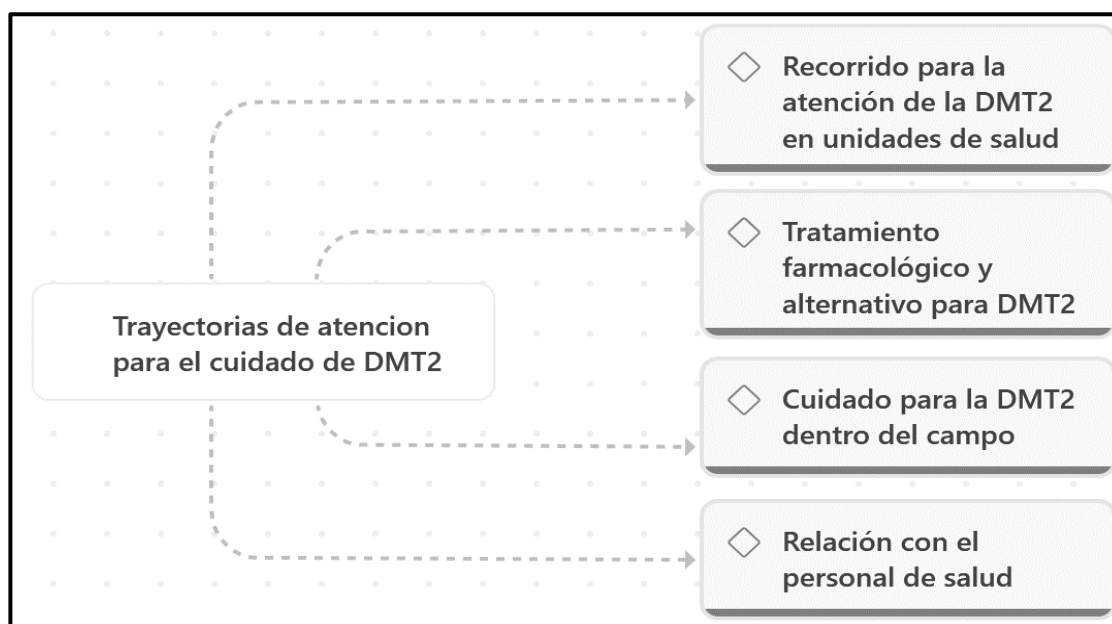 Recorrido para la
atención de la DMT2
en unidades de salud
Tratamiento
farmacológico y
alternativo para DMT2
Trayectorias de atencion
para el cuidado de DMT2
Cuidado para la DMT2
dentro del campo
Relación con el
personal de salud